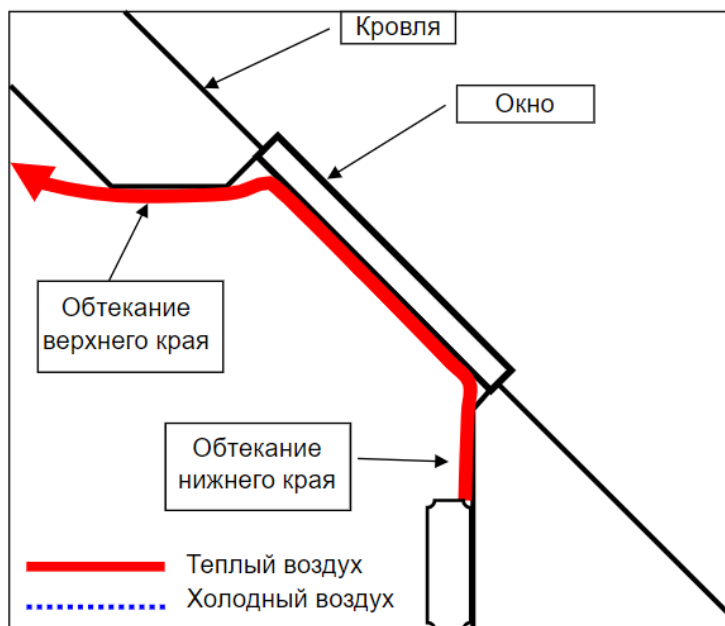 Кровля
Окно
Обтекание
верхнего края
Обтекание
нижнего края
Теплый воздух
Холодный воздух